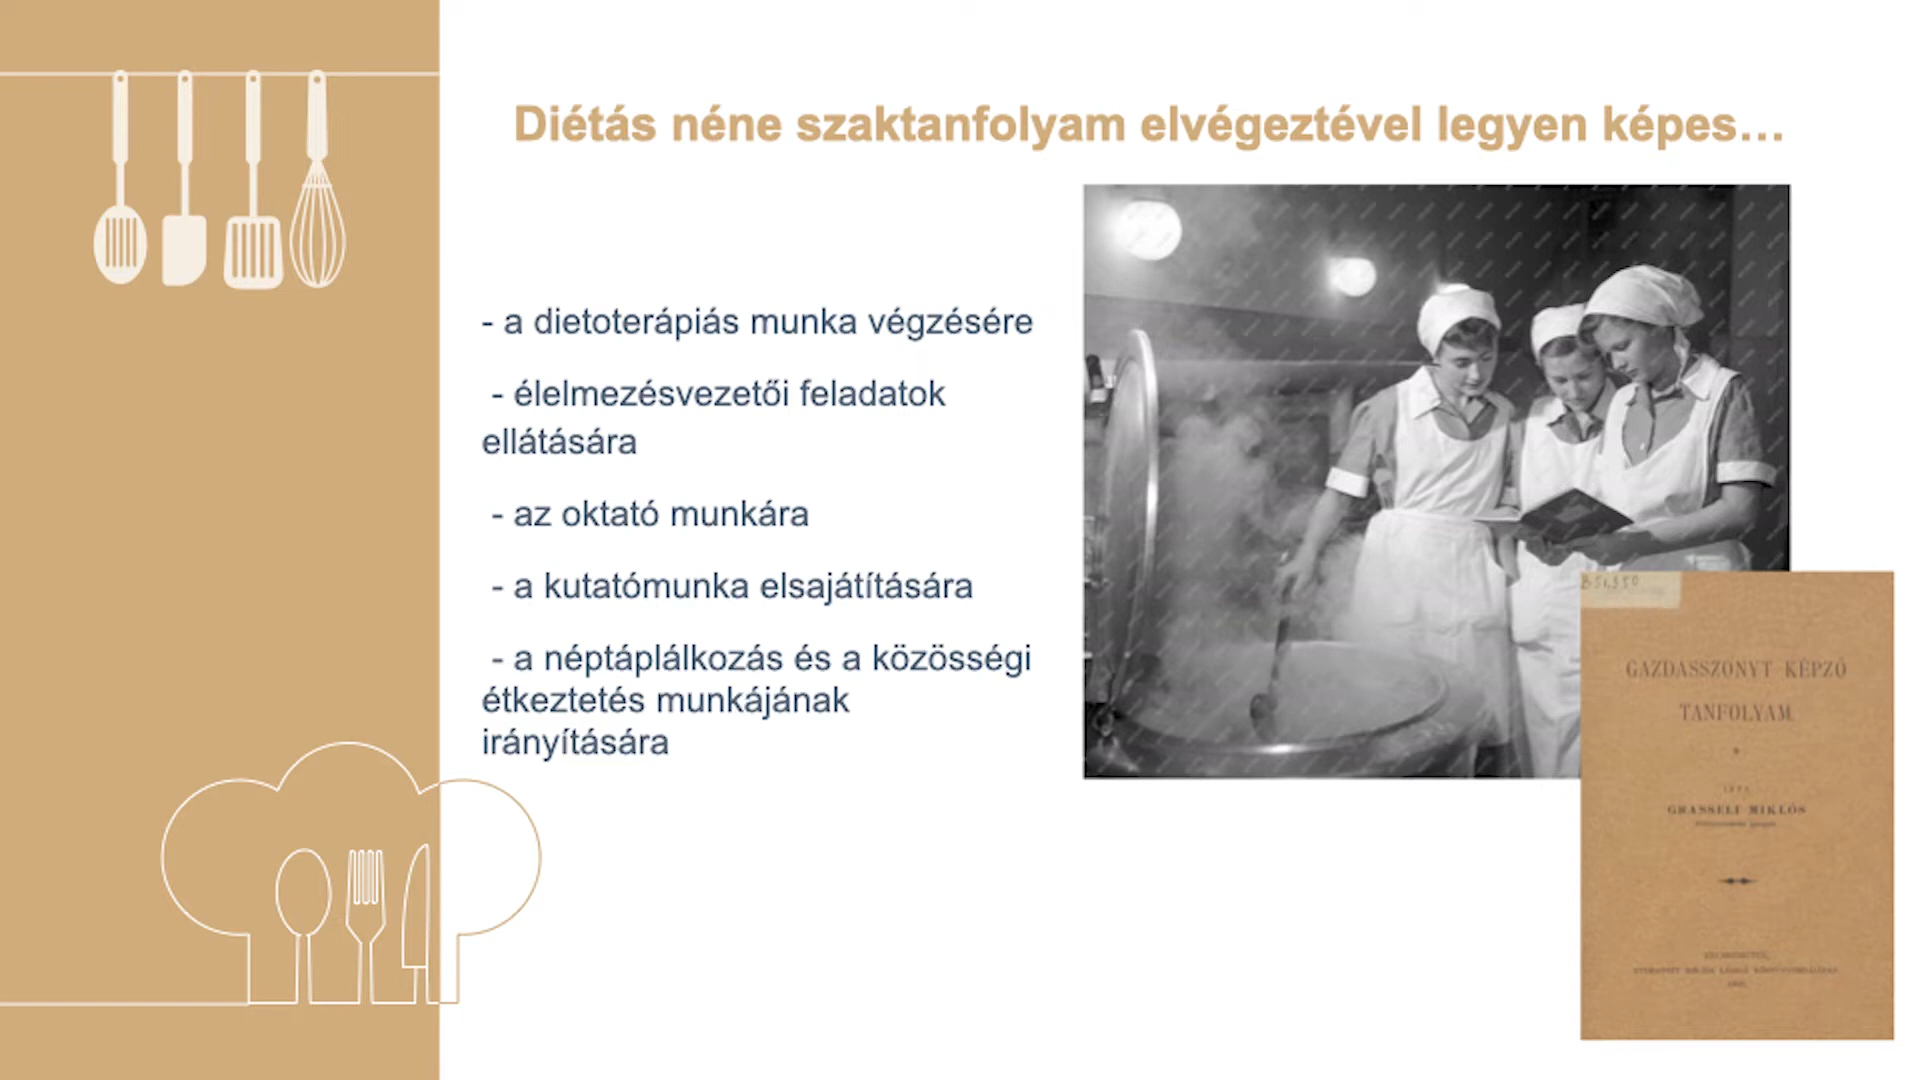 Diétás néne szaktanfolyam elvégeztével legyen képes...
- a dietoterápiás munka végzésére
- élelmezésvezetői feladatok
ellátására
- az oktató munkára
- a kutatómunka elsajátítására
- a néptáplálkozás és a közösségi
étkeztetés munkájának
irányítására
GAZDASSZONYT KÉPZŐ
TANFOLYAM
GRASSELI MIKLÓS